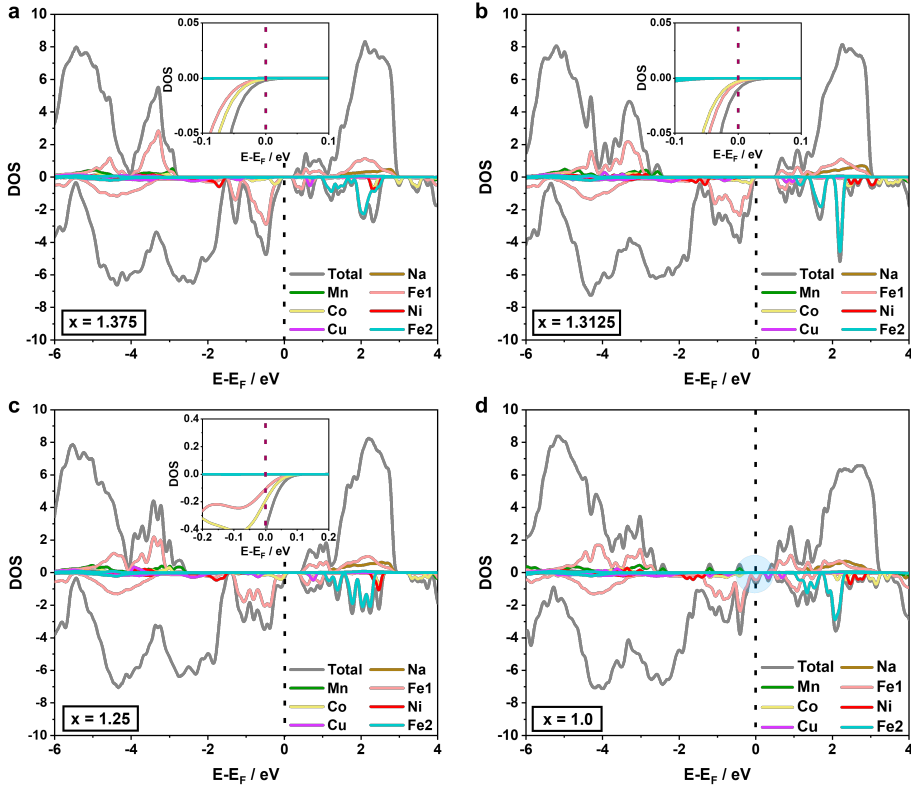 a
10
8
6
4
2
0
-2
-4
-6
-8
-10
DOS
-6
-4
-2
0
2
4
E-EF / eV
0.05
0.00
-0.05
DOS
-0.1
0.0
0.1
E-EF / eV
Total Na
Mn Fe1
Co Ni
Cu Fe2
x = 1.375
b
10
8
6
4
2
0
-2
-4
-6
-8
-10
DOS
-6
-4
-2
0
2
4
E-EF / eV
0.05
0.00
-0.05
DOS
-0.1
0.0
0.1
E-EF / eV
Total Na
Mn Fe1
Co Ni
Cu Fe2
x = 1.3125
c
10
8
6
4
2
0
-2
-4
-6
-8
-10
DOS
-6
-4
-2
0
2
4
E-EF / eV
0.4
0.2
0.0
-0.2
-0.4
DOS
-0.2
-0.1
0.0
0.1
0.2
E-EF / eV
Total Na
Mn Fe1
Co Ni
Cu Fe2
x = 1.25
d
10
8
6
4
2
0
-2
-4
-6
-8
-10
DOS
-6
-4
-2
0
2
4
E-EF / eV
Total Na
Mn Fe1
Co Ni
Cu Fe2
x = 1.0